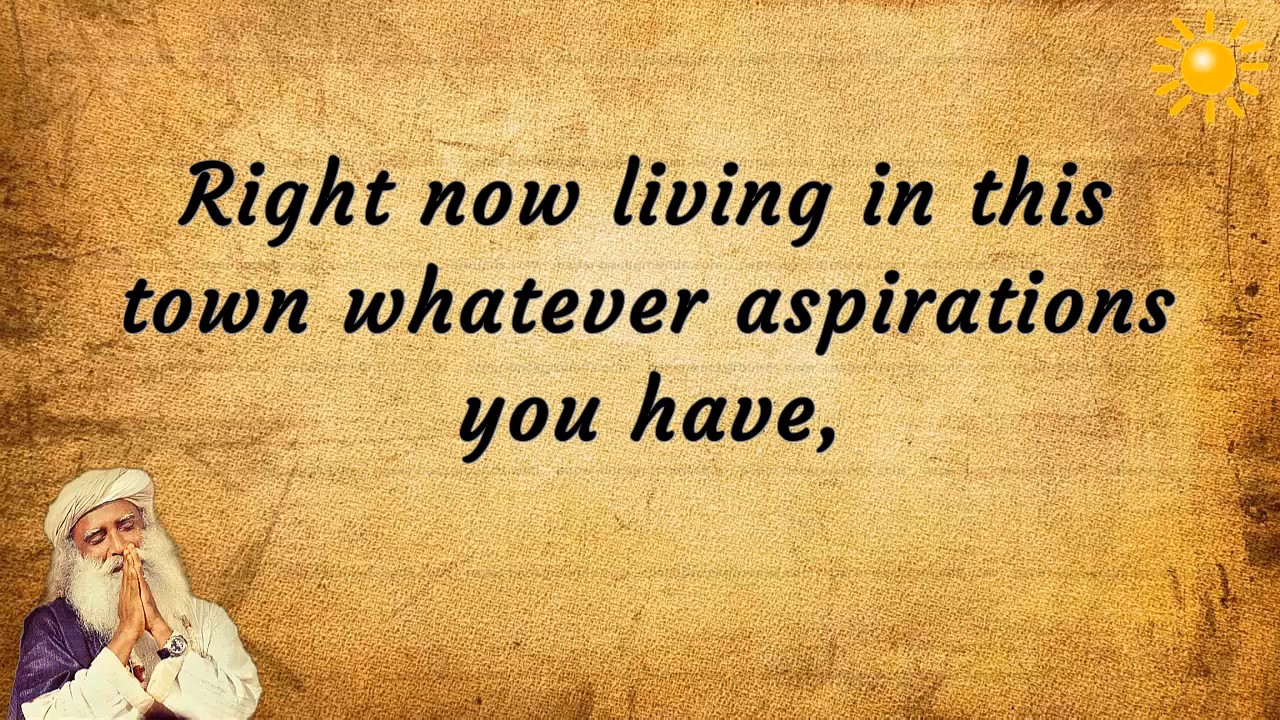 Right now living in this
town whatever aspirations
you have,